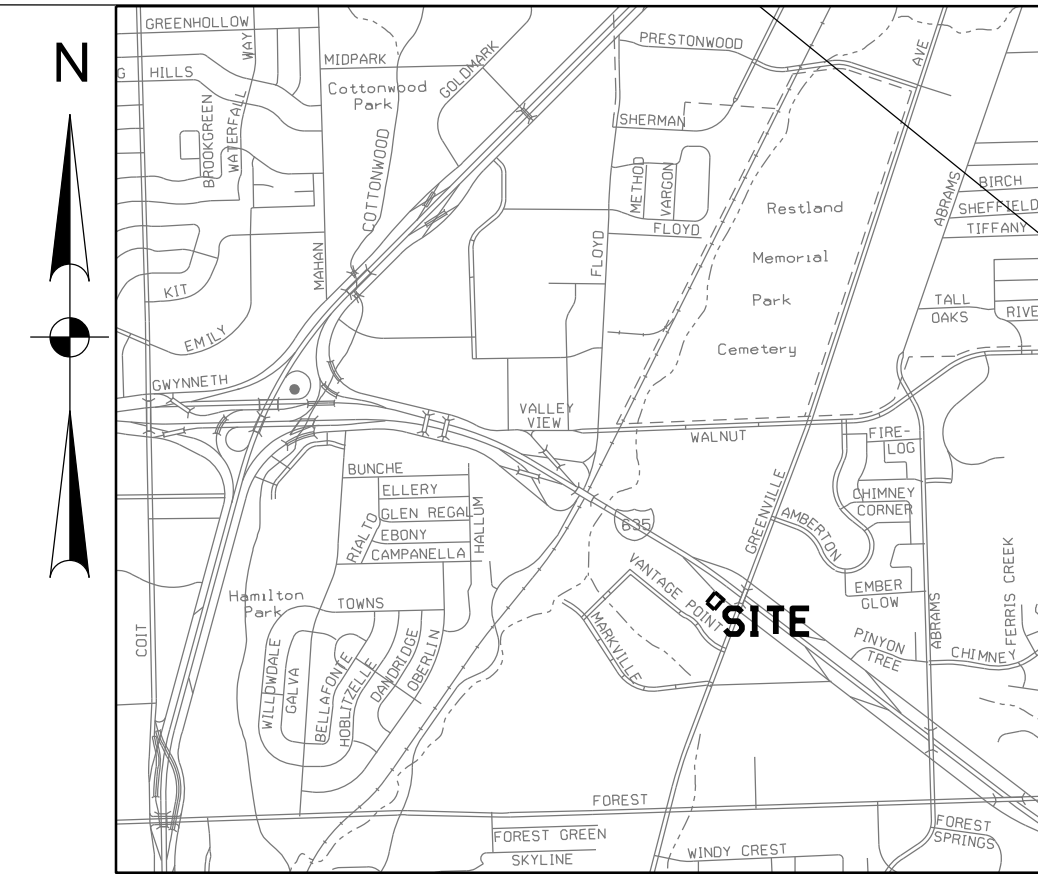 N
GREENHOLLOW
WAY
G
HILLS
MIDPARK
Cottonwood
Park
GOLDMARK
PRESTONWOOD
AVE
BROOKGREEN
WATERFALL
COTTONWOOD
SHERMAN
METHOD
VARGON
FLOYD
FLOYD
Restland
Memorial
Park
Cemetery
ABRAMS
BIRCH
SHEFFIELD
TIFFANY
MAHAN
KIT
EMILY
TALL
OAKS
RIVE
GWYNNETH
VALLEY
VIEW
WALNUT
FIRE-
LOG
BUNCHE
ELLERY
GLEN REGAL
EBONY
CAMPANELLA
RIALTO
HALLUM
635
GREENVILLE
CHIMNEY
CORNER
AMBERTON
EMBER
GLOW
FERRIS CREEK
ABRAMS
Hamilton
Park
TOWNS
VANTAGE POINT
SITE
MARKVILLE
COIT
PINYON
TREE
CHIMNEY
WILLOWDALE
GALVA
BELLAFONTE
HOBLITZELLE
DANDRIDGE
OBERLIN
FOREST
FOREST GREEN
SKYLINE
WINDY CREST
FOREST
SPRINGS